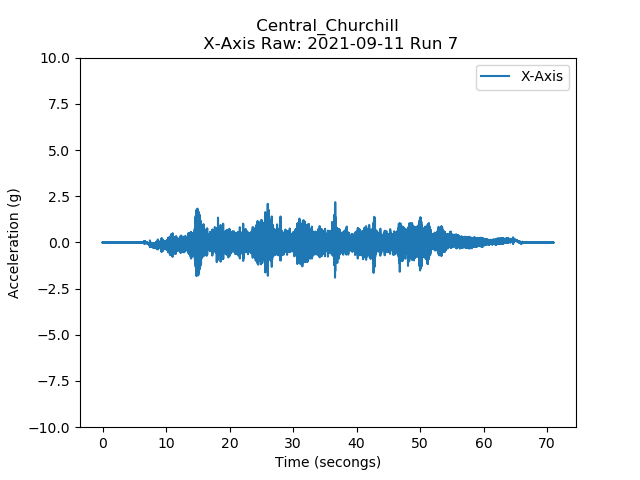 Central_Churchill
X-Axis Raw: 2021-09-11 Run 7
10.0
7.5
5.0
2.5
0.0
−2.5
−5.0
−7.5
−10.0
Acceleration (g)
X-Axis
0 10 20 30 40 50 60 70
Time (secongs)